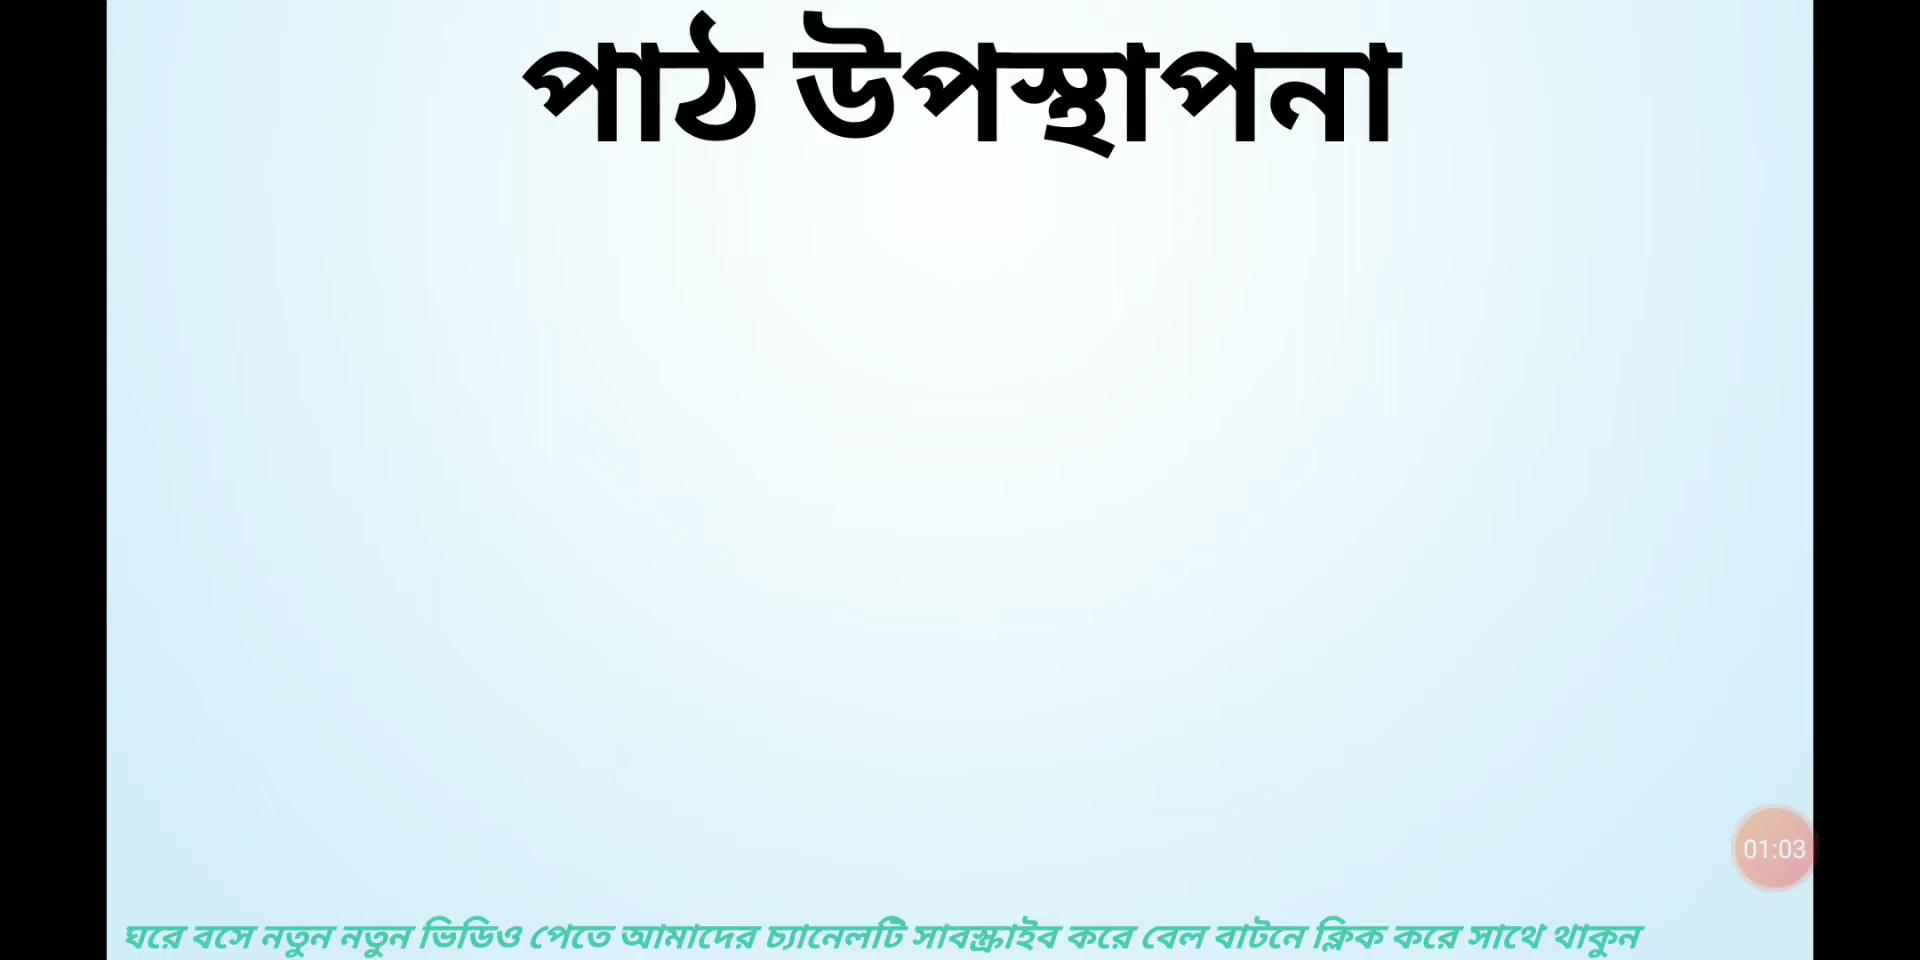 পাঠ উপস্থাপনা
01:03
ঘরে বসে নতুন নতুন ভিডিও পেতে আমাদের চ্যানেলটি সাবস্ক্রাইব করে বেল বাটনে ক্লিক করে সাথে থাকুন